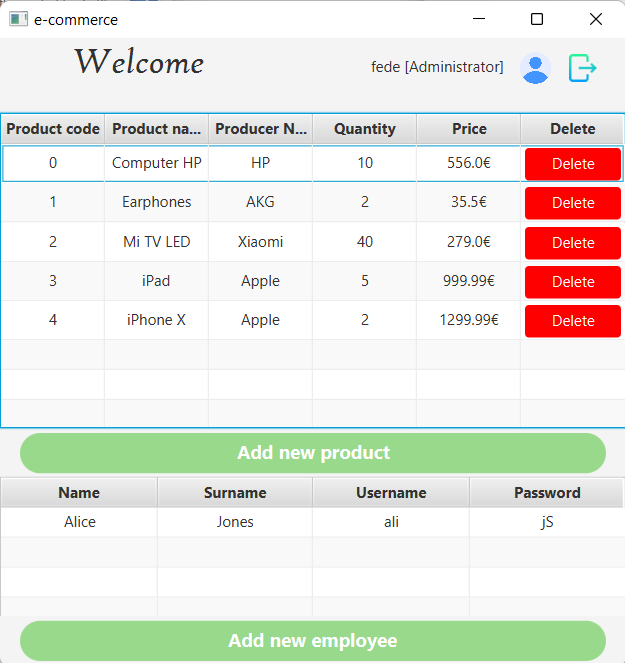 e-commerce
Welcome
fede [Administrator]
Product code Product na... Producer N... Quantity Price Delete
0 Computer HP HP 10 556.0€ Delete
1 Earphones AKG 2 35.5€ Delete
2 Mi TV LED Xiaomi 40 279.0€ Delete
3 iPad Apple 5 999.99€ Delete
4 iPhone X Apple 2 1299.99€ Delete
Add new product
Name Surname Username Password
Alice Jones ali jS
Add new employee